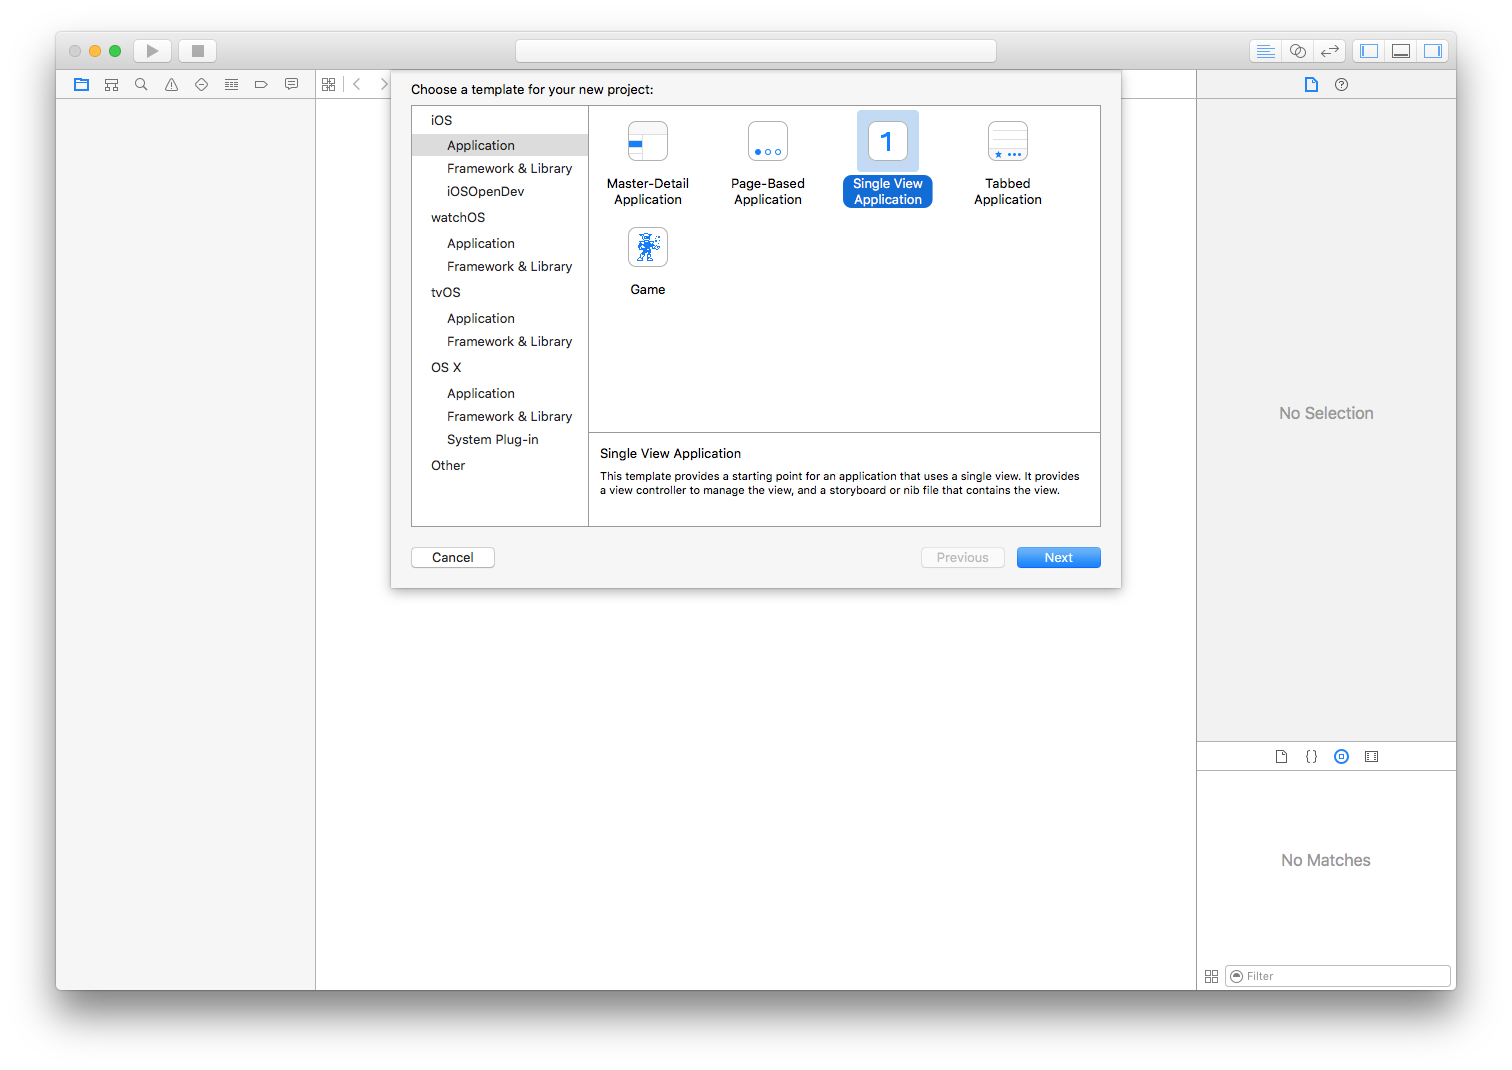 Choose a template for your new project:
iOS
Application
Framework & Library
iOSOpenDev
watchOS
Application
Framework & Library
tvOS
Application
Framework & Library
OS X
Application
Framework & Library
System Plug-in
Other
Master-Detail
Application
Page-Based
Application
1
Single View
Application
Tabbed
Application
Game
Single View Application
This template provides a starting point for an application that uses a single view. It provides
a view controller to manage the view, and a storyboard or nib file that contains the view.
Cancel
Previous
Next
No Selection
{}
No Matches
Filter